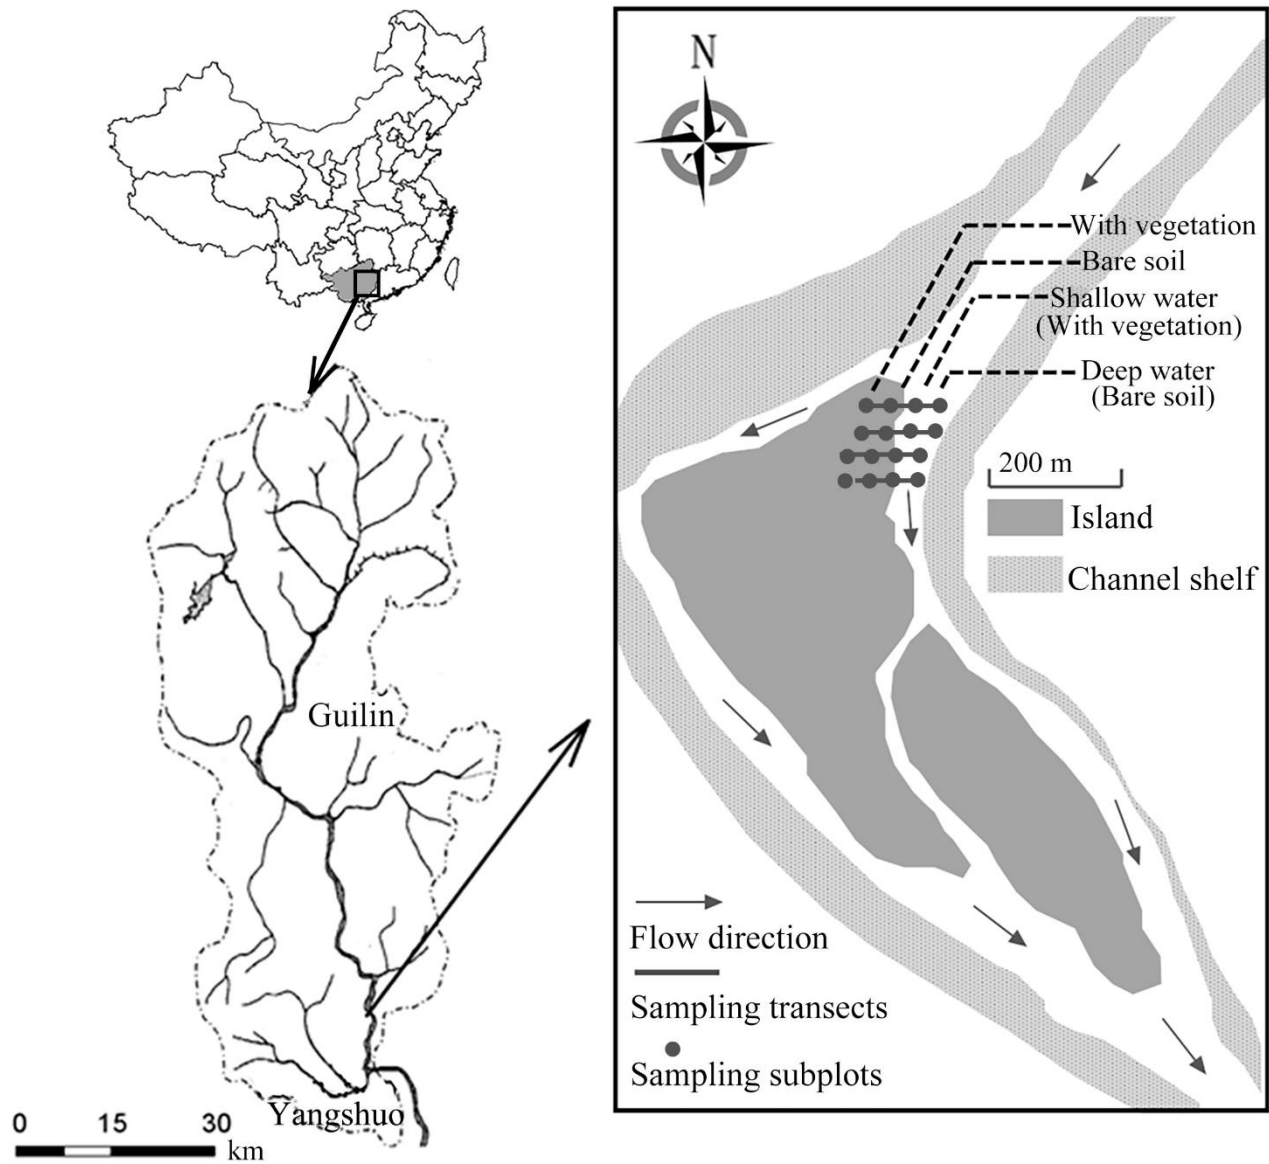 N
With vegetation
Bare soil
Shallow water
(With vegetation)
Deep water
(Bare soil)
200 m
Island
Channel shelf
Flow direction
Sampling transects
Sampling subplots
Guilin
Yangshuo
0 15 30
km